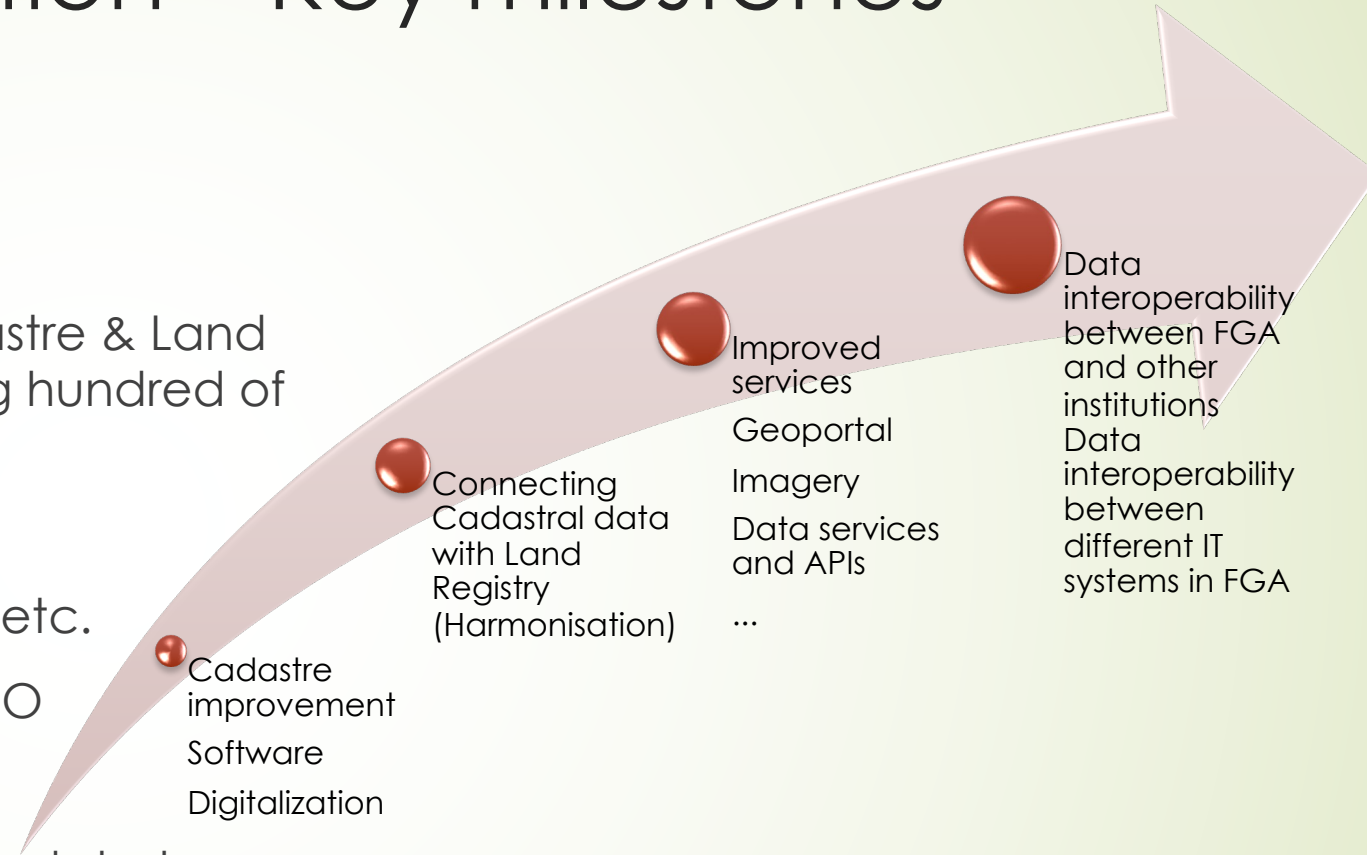 Key milestones
& Land
hundred of
etc.
Cadastre
improvement
Software
Digitalization
Connecting
Cadastral data
with Land
Registry
(Harmonisation)
Improved
services
Geoportal
Imagery
Data services
and APIs
...
Data
interoperability
between FGA
and other
institutions
Data
interoperability
between
different IT
systems in FGA